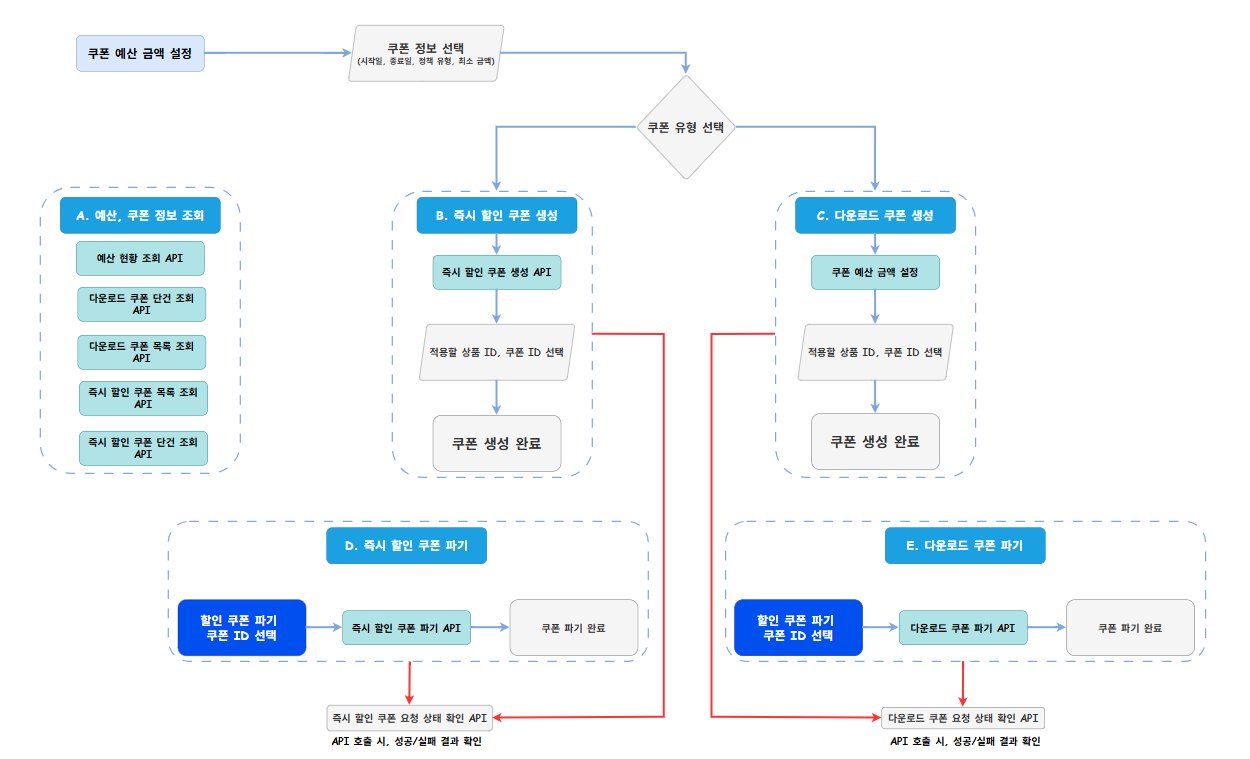 쿠폰 예산 금액 설정
쿠폰 정보 선택
(시작일, 종료일, 정책 유형, 최소 금액)
쿠폰 유형 선택
A. 예산, 쿠폰 정보 조회
예산 현황 조회 API
다운로드 쿠폰 단건 조회
API
다운로드 쿠폰 목록 조회
API
즉시 할인 쿠폰 목록 조회
API
즉시 할인 쿠폰 단건 조회
API
B. 즉시 할인 쿠폰 생성
즉시 할인 쿠폰 생성 API
적용할 상품 ID, 쿠폰 ID 선택
쿠폰 생성 완료
C. 다운로드 쿠폰 생성
쿠폰 예산 금액 설정
적용할 상품 ID, 쿠폰 ID 선택
쿠폰 생성 완료
D. 즉시 할인 쿠폰 파기
할인 쿠폰 파기
쿠폰 ID 선택
즉시 할인 쿠폰 파기 API
쿠폰 파기 완료
즉시 할인 쿠폰 요청 상태 확인 API
API 호출 시, 성공/실패 결과 확인
E. 다운로드 쿠폰 파기
할인 쿠폰 파기
쿠폰 ID 선택
다운로드 쿠폰 파기 API
쿠폰 파기 완료
다운로드 쿠폰 요청 상태 확인 API
API 호출 시, 성공/실패 결과 확인